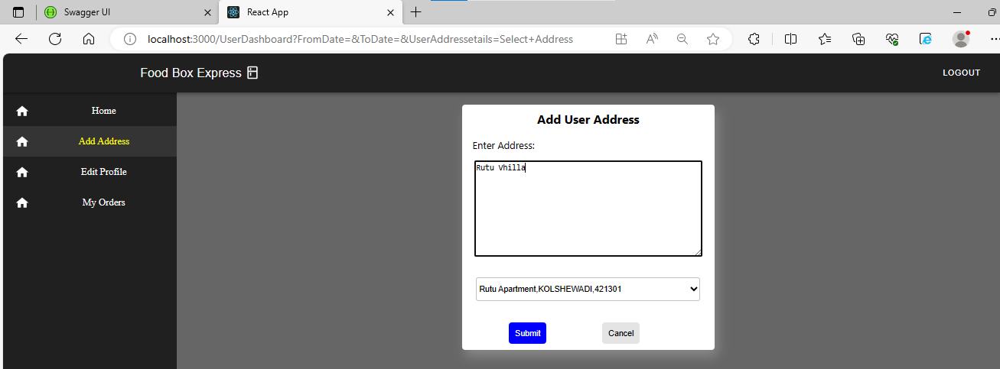 Swagger UI
React App
localhost:3000/UserDashboard?FromDate=&ToDate=&UserAddressetails=Select+Address
Food Box Express
LOGOUT
Home
Add Address
Edit Profile
My Orders
Add User Address
Enter Address:
Rutu Vhilla
Rutu Apartment,KOLSHEWADI,421301
Submit
Cancel